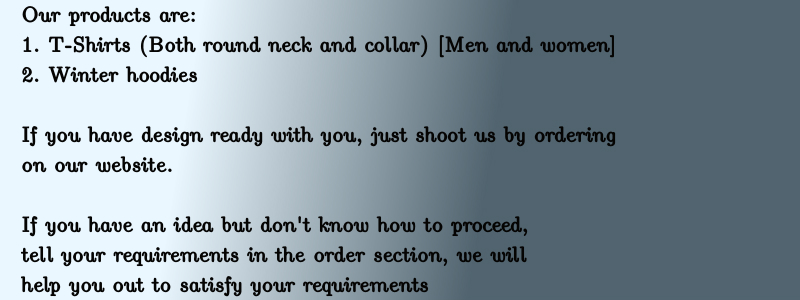 Our products are:
1. T-Shirts (Both round neck and collar) [Men and women]
2. Winter hoodies
If you have design ready with you, just shoot us by ordering
on our website.
If you have an idea but don't know how to proceed,
tell your requirements in the order section, we will
help you out to satisfy your requirements